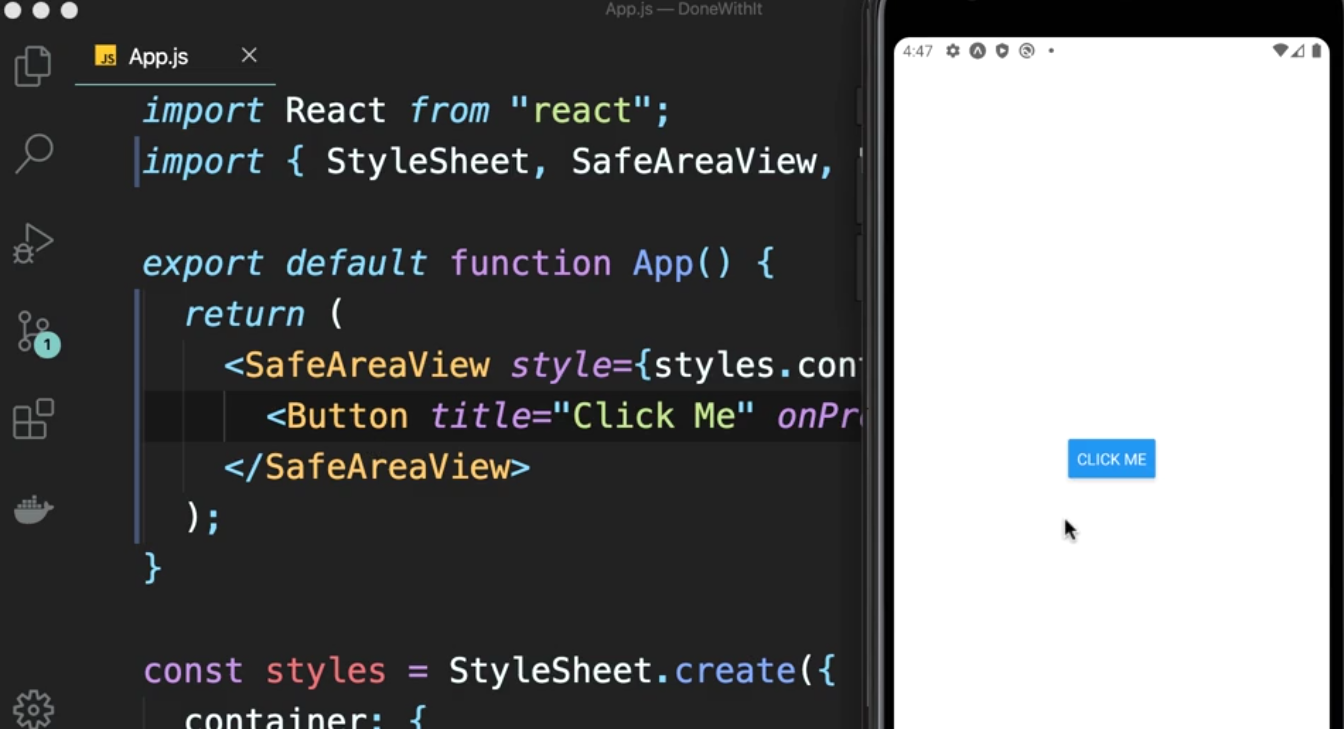 App.js — DoneWithIt
JS App.js
import React from "react";
import { StyleSheet, SafeAreaView,
export default function App() {
return (
<SafeAreaView style={styles.con
<Button title="Click Me" onPr
</SafeAreaView>
);
}
const styles = StyleSheet.create({
container: {
1
4:47
CLICK ME